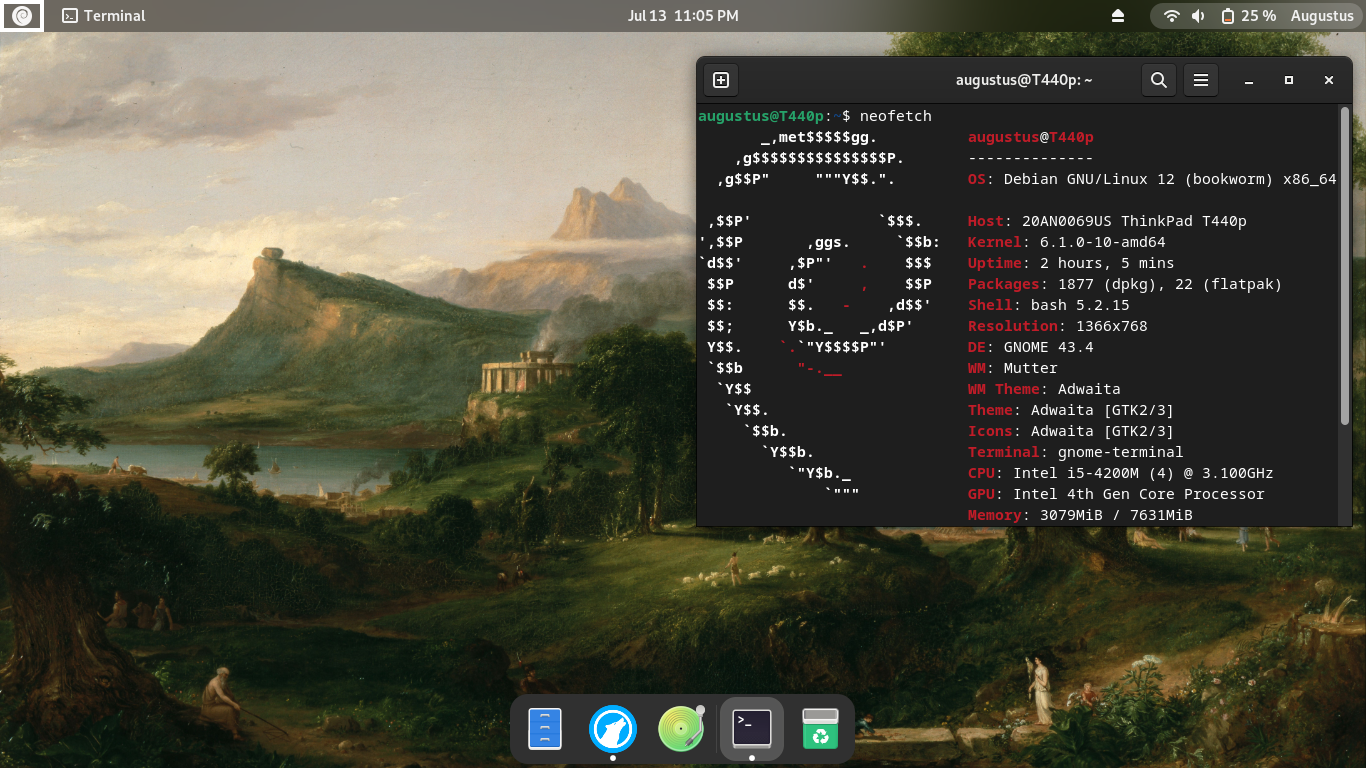 Terminal
Jul 13 11:05 PM
25 %
Augustus
augustus@T440p: ~
augustus@T440p:~$ neofetch
       _,met$$$$$gg.          augustus@T440p
    ,g$$$$$$$$$$$$$$$P.       --------------
  ,g$$P"     """Y$$.".        OS: Debian GNU/Linux 12 (bookworm) x86_64
 ,$$P'              `$$$.     Host: 20AN0069US ThinkPad T440p
',$$P       ,ggs.     `$$b:   Kernel: 6.1.0-10-amd64
`d$$'     ,$P"'   .    $$$    Uptime: 2 hours, 5 mins
 $$P      d$'     ,    $$P    Packages: 1877 (dpkg), 22 (flatpak)
 $$:      $$.   -    ,d$$'    Shell: bash 5.2.15
 $$;      Y$b._   _,d$P'      Resolution: 1366x768
 Y$$.    `.`"Y$$$$P"'         DE: GNOME 43.4
 `$$b      "-.__              WM: Mutter
  `Y$$                        WM Theme: Adwaita
   `Y$$.                      Theme: Adwaita [GTK2/3]
     `$$b.                    Icons: Adwaita [GTK2/3]
       `Y$$b.                 Terminal: gnome-terminal
          `"Y$b._             CPU: Intel i5-4200M (4) @ 3.100GHz
              `"""            GPU: Intel 4th Gen Core Processor
                              Memory: 3079MiB / 7631MiB
>_